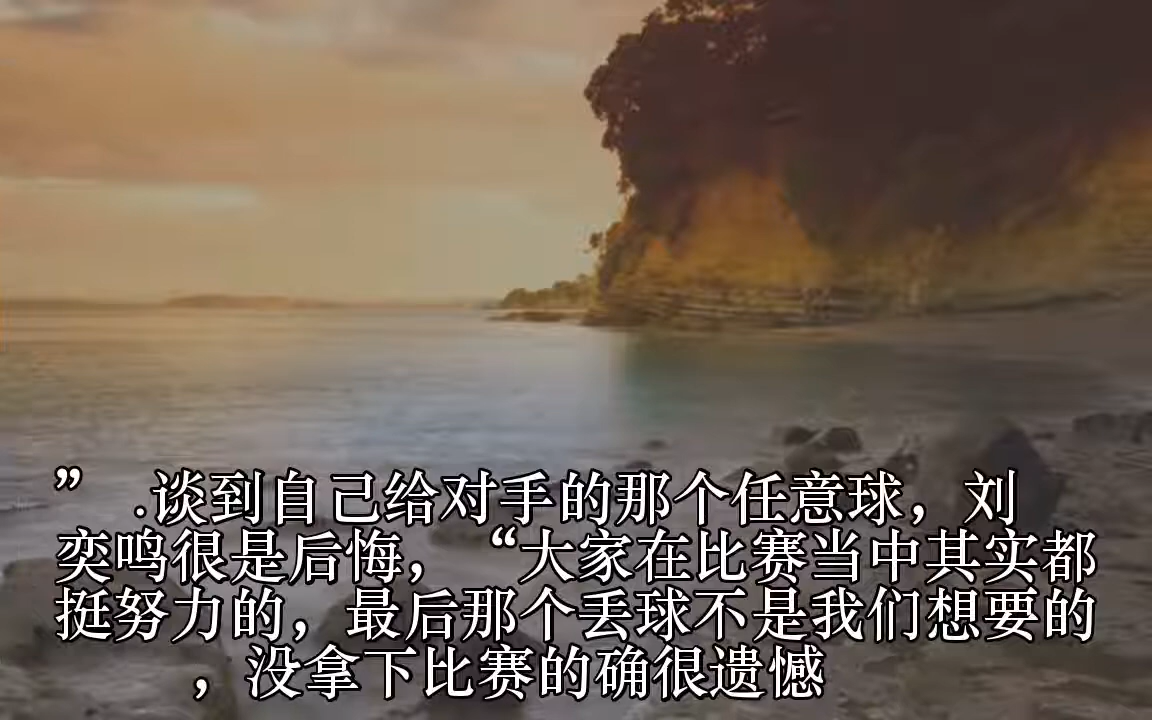 ” .谈到自己给对手的那个任意球，刘
奕鸣很是后悔，“大家在比赛当中其实都
挺努力的，最后那个丢球不是我们想要的
，没拿下比赛的确很遗憾